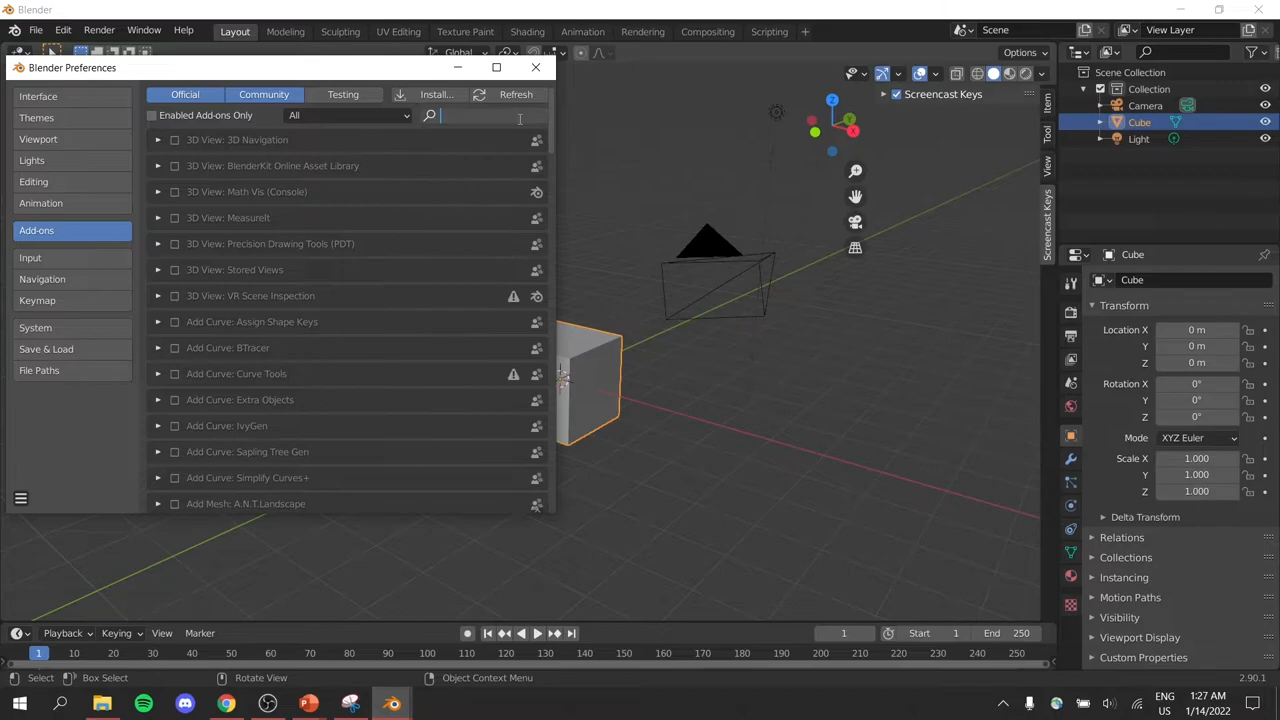 Blender
File Edit Render Window Help Layout Modeling Sculpting UV Editing Texture Paint Shading Animation Rendering Compositing Scripting + Scene View Layer
Global Options
Blender Preferences
Interface
Themes
Viewport
Lights
Editing
Animation
Add-ons
Input
Navigation
Keymap
System
Save & Load
File Paths
Official Community Testing Install... Refresh
Enabled Add-ons Only All
3D View: 3D Navigation
3D View: BlenderKit Online Asset Library
3D View: Math Vis (Console)
3D View: MeasureIt
3D View: Precision Drawing Tools (PDT)
3D View: Stored Views
3D View: VR Scene Inspection
Add Curve: Assign Shape Keys
Add Curve: BTracer
Add Curve: Curve Tools
Add Curve: Extra Objects
Add Curve: IvyGen
Add Curve: Sapling Tree Gen
Add Curve: Simplify Curves+
Add Mesh: A.N.T.Landscape
Screencast Keys
Z
Y
X
Item
Tool
View
Screencast Keys
Scene Collection
Collection
Camera
Cube
Light
Cube
Cube
Transform
Location X 0 m
Y 0 m
Z 0 m
Rotation X 0°
Y 0°
Z 0°
Mode XYZ Euler
Scale X 1.000
Y 1.000
Z 1.000
Delta Transform
Relations
Collections
Instancing
Motion Paths
Visibility
Viewport Display
Custom Properties
Playback Keying View Marker 1 Start 1 End 250
1 10 20 30 40 50 60 70 80 90 100 110 120 130 140 150 160 170 180 190 200 210 220 230 240 250
Select Box Select Rotate View Object Context Menu 2.90.1
ENG
US
1:27 AM
1/14/2022